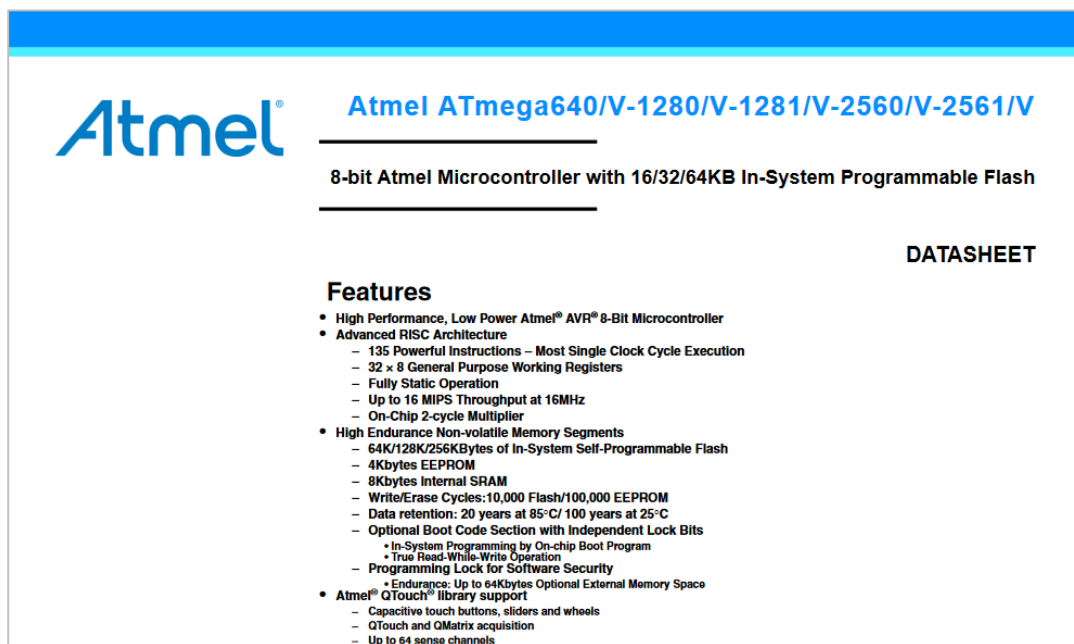 Atmel®
Atmel ATmega640/V-1280/V-1281/V-2560/V-2561/V
8-bit Atmel Microcontroller with 16/32/64KB In-System Programmable Flash
DATASHEET
Features
• High Performance, Low Power Atmel® AVR® 8-Bit Microcontroller
• Advanced RISC Architecture
– 135 Powerful Instructions – Most Single Clock Cycle Execution
– 32 × 8 General Purpose Working Registers
– Fully Static Operation
– Up to 16 MIPS Throughput at 16MHz
– On-Chip 2-cycle Multiplier
• High Endurance Non-volatile Memory Segments
– 64K/128K/256KBytes of In-System Self-Programmable Flash
– 4Kbytes EEPROM
– 8Kbytes Internal SRAM
– Write/Erase Cycles:10,000 Flash/100,000 EEPROM
– Data retention: 20 years at 85°C/ 100 years at 25°C
– Optional Boot Code Section with Independent Lock Bits
• In-System Programming by On-chip Boot Program
• True Read-While-Write Operation
– Programming Lock for Software Security
• Endurance: Up to 64Kbytes Optional External Memory Space
• Atmel® QTouch® library support
– Capacitive touch buttons, sliders and wheels
– QTouch and QMatrix acquisition
– Up to 64 sense channels